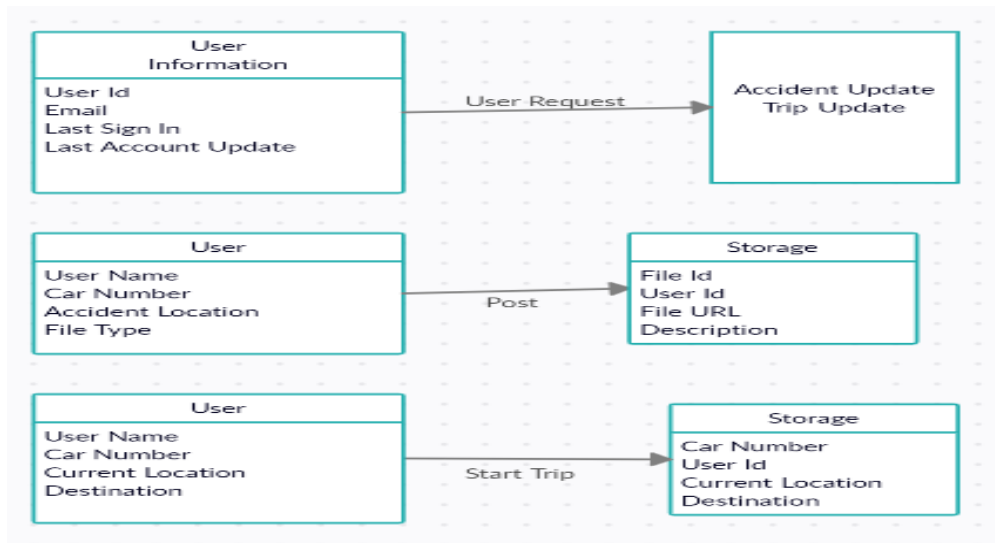 User
Information
User Id
Email
Last Sign In
Last Account Update
User Request
Accident Update
Trip Update
User
User Name
Car Number
Accident Location
File Type
Post
Storage
File Id
User Id
File URL
Description
User
User Name
Car Number
Current Location
Destination
Start Trip
Storage
Car Number
User Id
Current Location
Destination